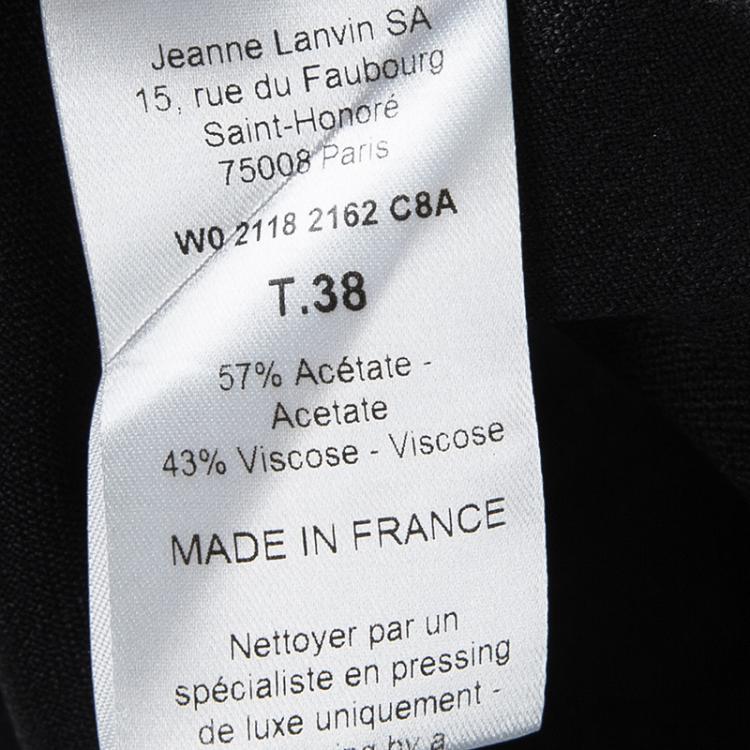 Jeanne Lanvin SA
15, rue du Faubourg
Saint-Honoré
75008 Paris
W0 2118 2162 C8A
T.38
57% Acétate -
Acetate
43% Viscose - Viscose
MADE IN FRANCE
Nettoyer par un
spécialiste en pressing
de luxe uniquement -
by a